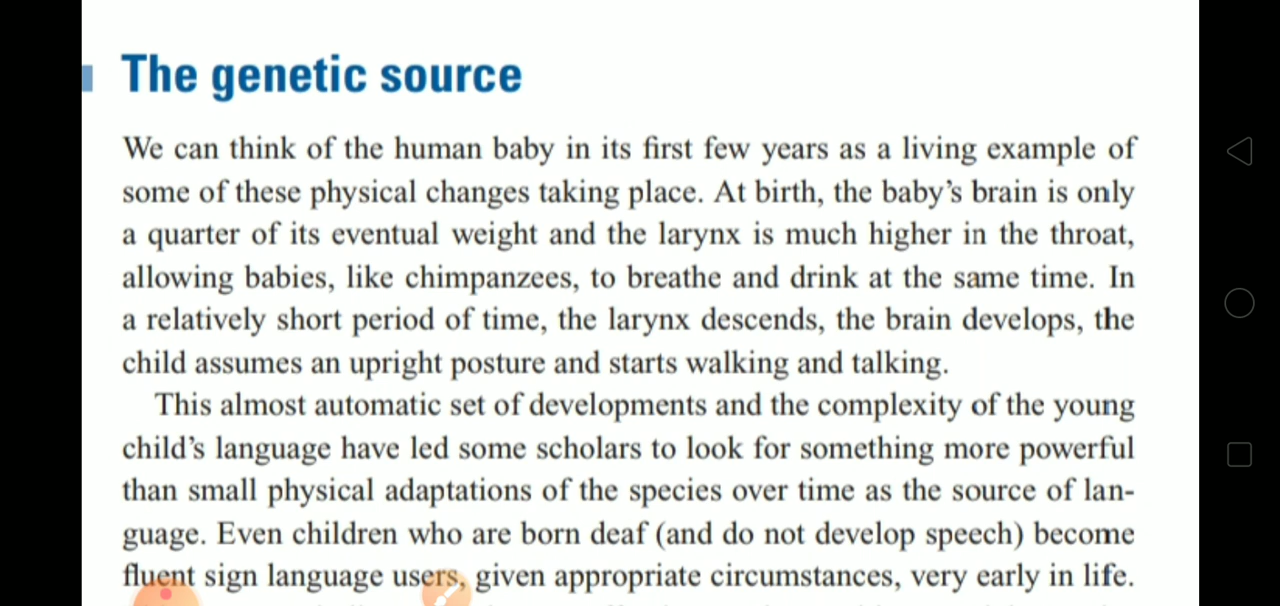 The genetic source
We can think of the human baby in its first few years as a living example of
some of these physical changes taking place. At birth, the baby’s brain is only
a quarter of its eventual weight and the larynx is much higher in the throat,
allowing babies, like chimpanzees, to breathe and drink at the same time. In
a relatively short period of time, the larynx descends, the brain develops, the
child assumes an upright posture and starts walking and talking.
This almost automatic set of developments and the complexity of the young
child’s language have led some scholars to look for something more powerful
than small physical adaptations of the species over time as the source of lan-
guage. Even children who are born deaf (and do not develop speech) become
fluent sign language users, given appropriate circumstances, very early in life.